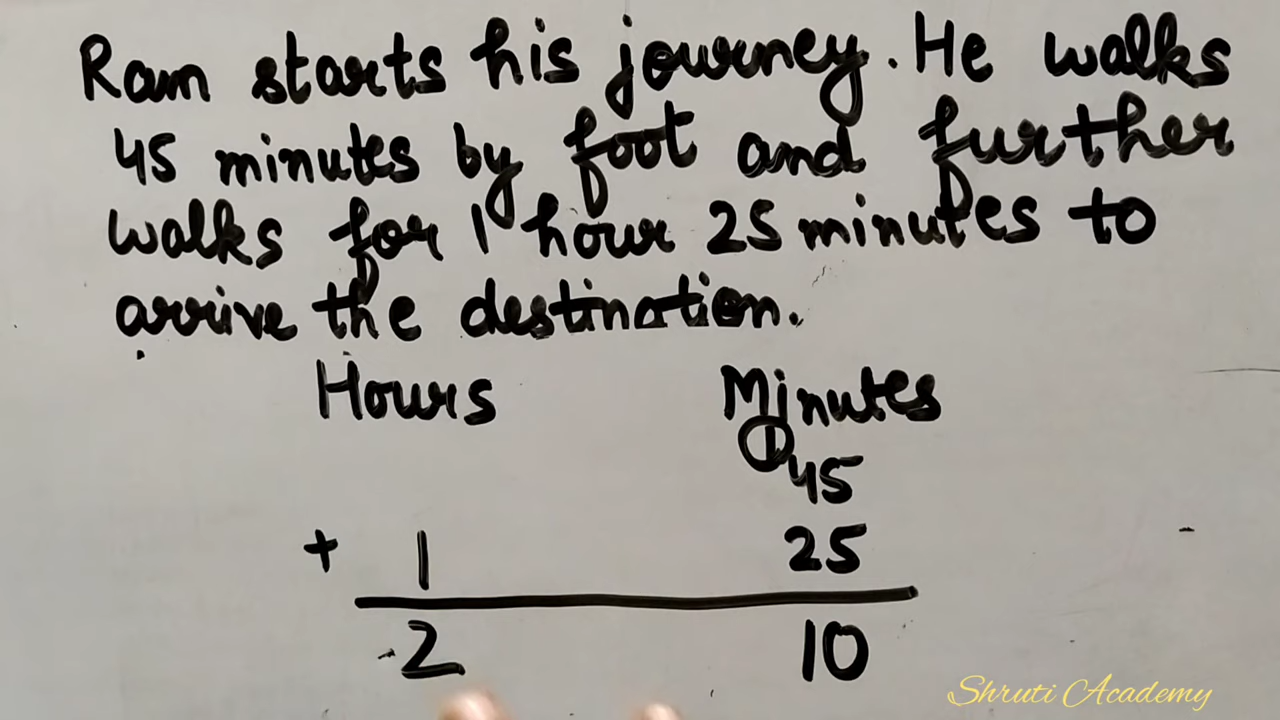 Ram starts his journey. He walks
45 minutes by foot and further
walks for 1 hour 25 minutes to
arrive the destination.
Hours Minutes
1
45
+ 1 25
2 10
Shruti Academy